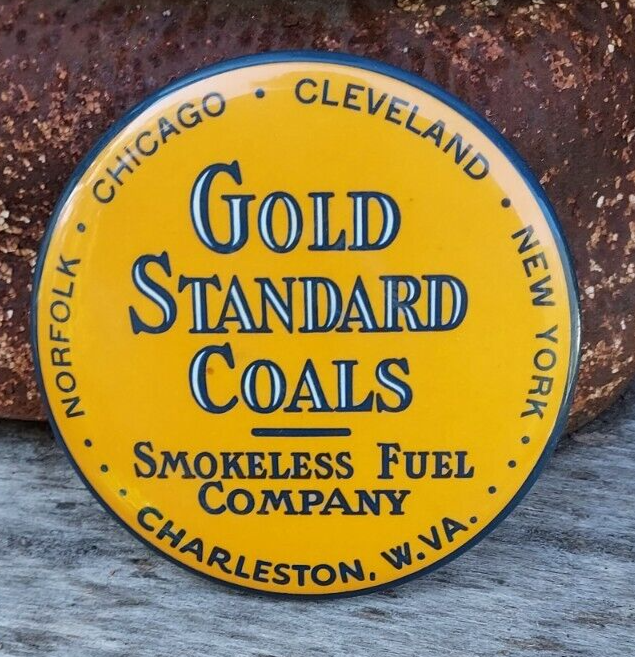 NORFOLK • CHICAGO • CLEVELAND • NEW YORK
GOLD
STANDARD
COALS
SMOKELESS FUEL
COMPANY
• • • CHARLESTON, W.VA. • • •